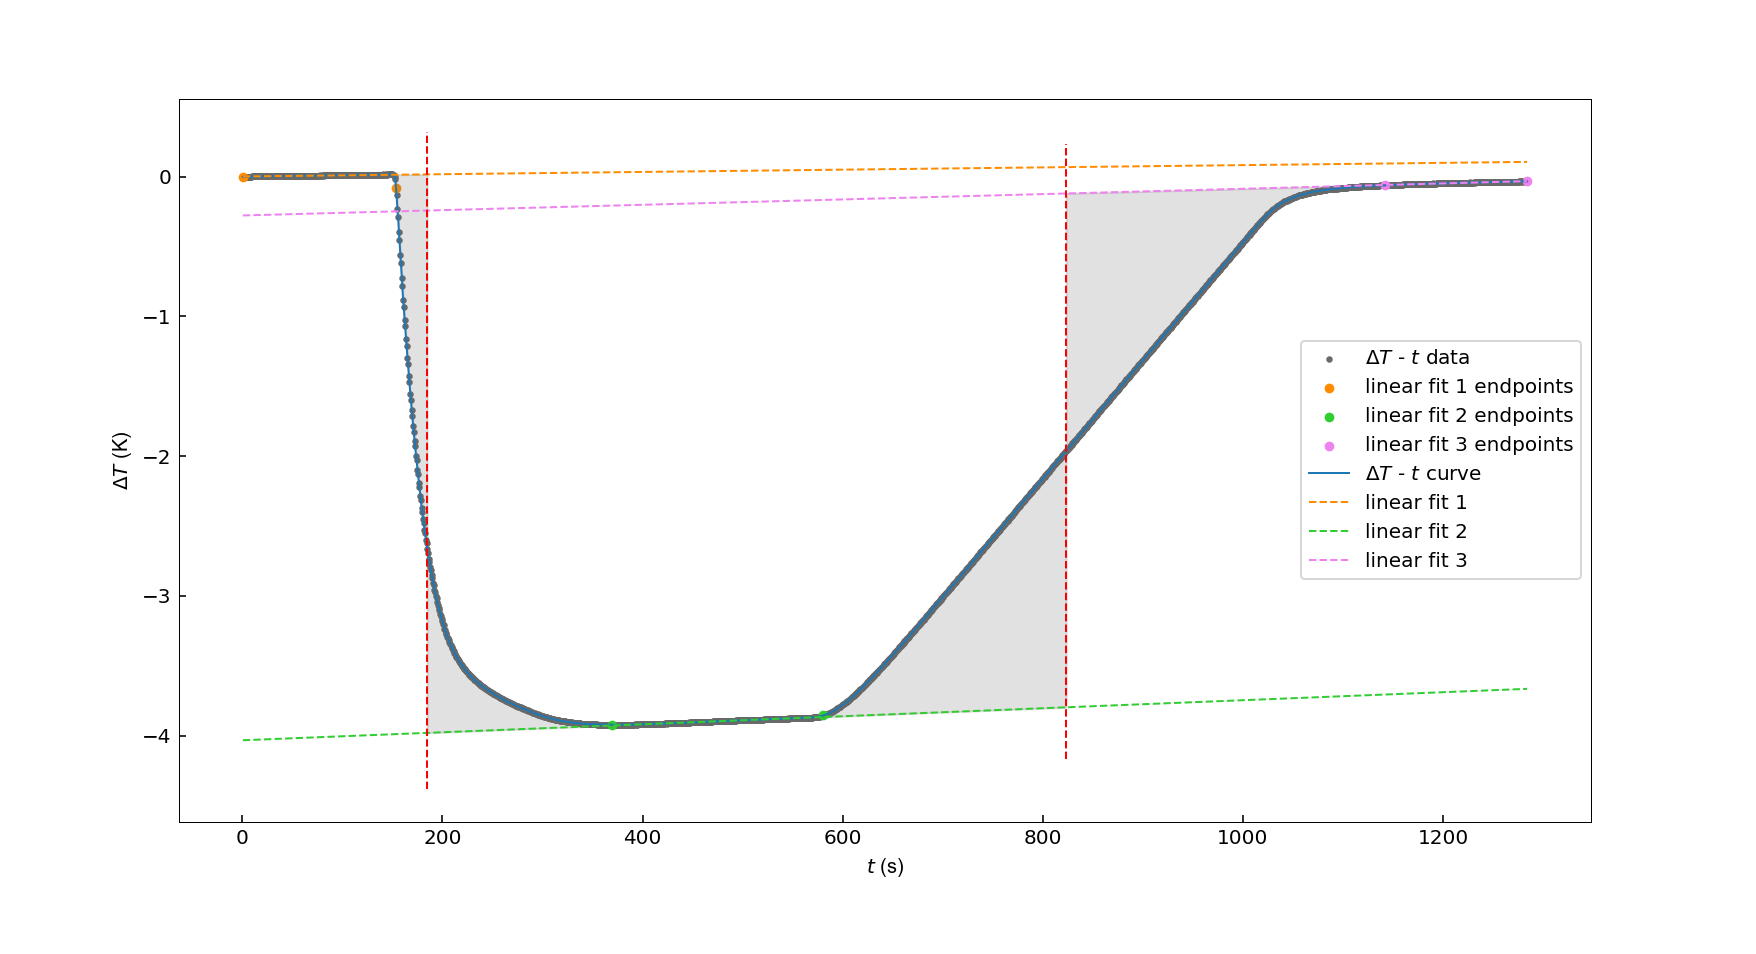 0
−1
−2
−3
−4
ΔT (K)
0
200
400
600
800
1000
1200
t (s)
ΔT - t data
linear fit 1 endpoints
linear fit 2 endpoints
linear fit 3 endpoints
ΔT - t curve
linear fit 1
linear fit 2
linear fit 3